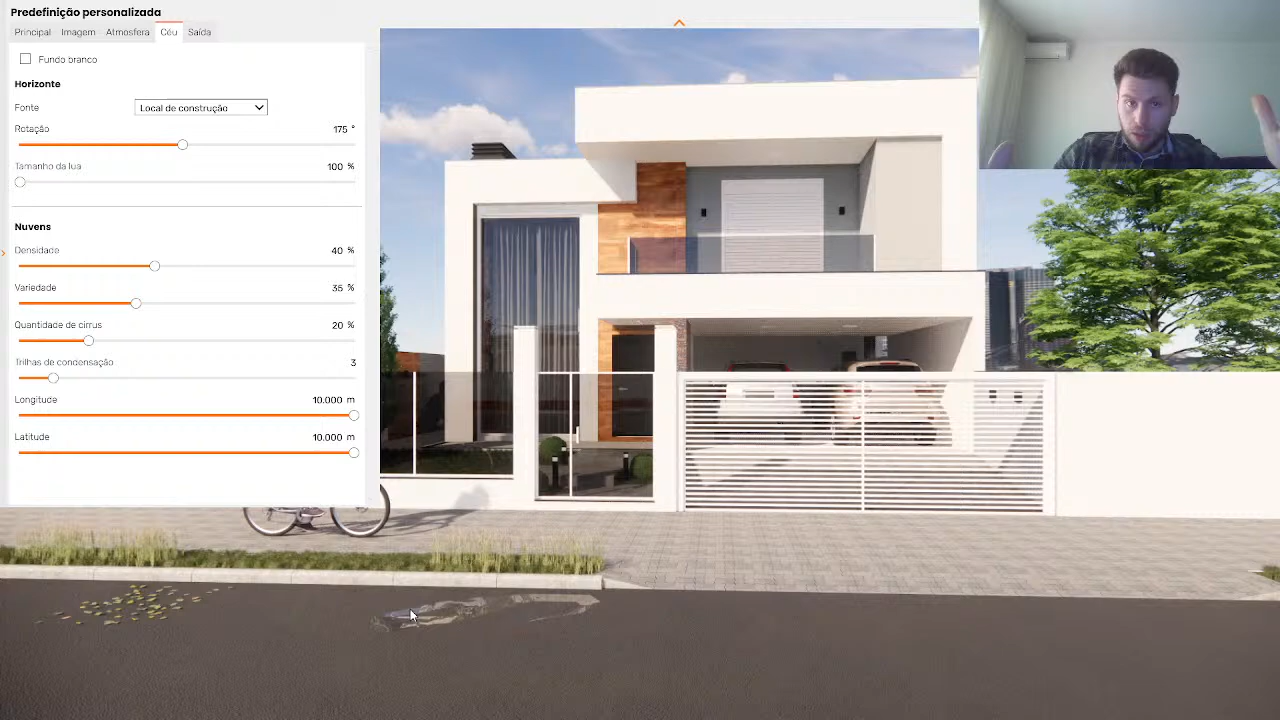 Predefinição personalizada
Principal Imagem Atmosfera Céu Saída
Fundo branco
Horizonte
Fonte Local de construção
Rotação 175 °
Tamanho da lua 100 %
Nuvens
Densidade 40 %
Variedade 35 %
Quantidade de cirrus 20 %
Trilhas de condensação 3
Longitude 10.000 m
Latitude 10.000 m